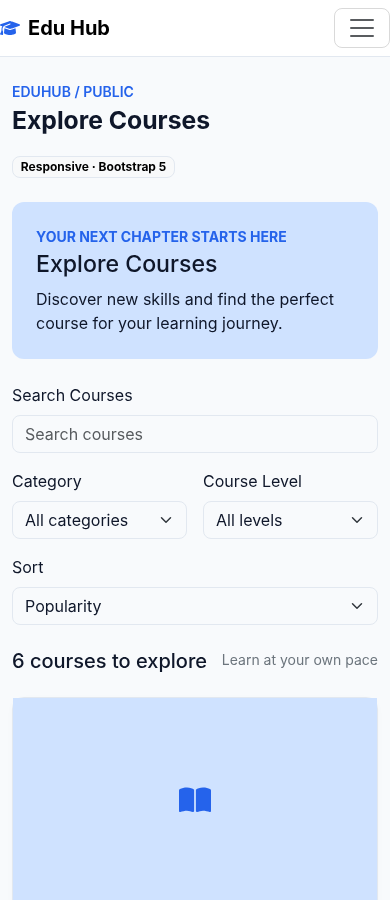 Edu Hub
EDUHUB / PUBLIC
Explore Courses
Responsive · Bootstrap 5
YOUR NEXT CHAPTER STARTS HERE
Explore Courses
Discover new skills and find the perfect
course for your learning journey.
Search Courses
Search courses
Category
Course Level
All categories
All levels
Sort
Popularity
6 courses to explore
Learn at your own pace